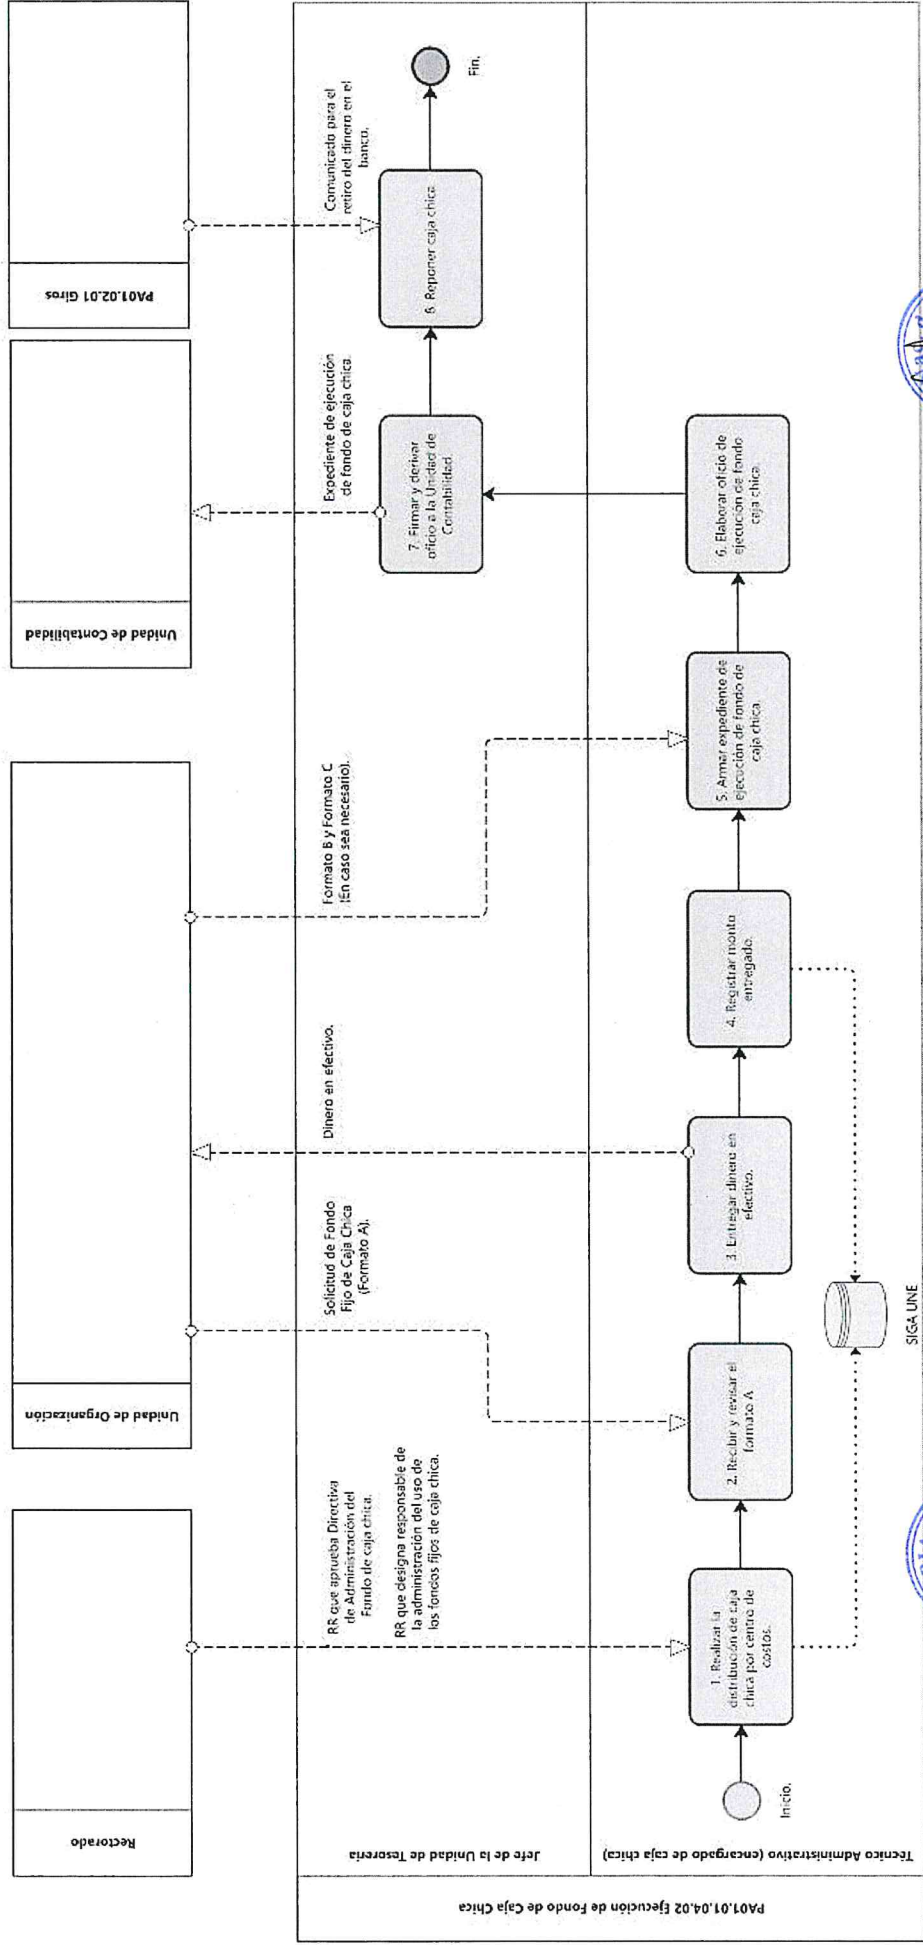 Rectorado
Unidad de Organización
Unidad de Contabilidad
PA01.02.01 Giros
PA01.01.04.02 Ejecución de Fondo de Caja Chica
Jefe de la Unidad de Tesorería
RR que aprueba Directiva
de Administración del
Fondo de caja chica.
RR que designa responsable de
la administración del uso de
los fondos fijos de caja chica.
Solicitud de Fondo
Fijo de Caja Chica
(Formato A).
Dinero en efectivo.
Formato B y Formato C
(En caso sea necesario).
Expediente de ejecución
de fondo de caja chica.
Comunicado para el
retiro del dinero en el
banco.
7. Firmar y derivar
oficio a la Unidad de
Contabilidad.
8. Reponer caja chica.
Fin.
Técnico Administrativo (encargado de caja chica)
Inicio.
1. Realizar la
distribución de caja
chica por centro de
costos.
2. Recibir y revisar el
formato A
3. Entregar dinero en
efectivo.
4. Registrar monto
entregado.
5. Armar expediente de
ejecución de fondo de
caja chica.
6. Elaborar oficio de
ejecución de fondo
caja chica.
SIGA UNE